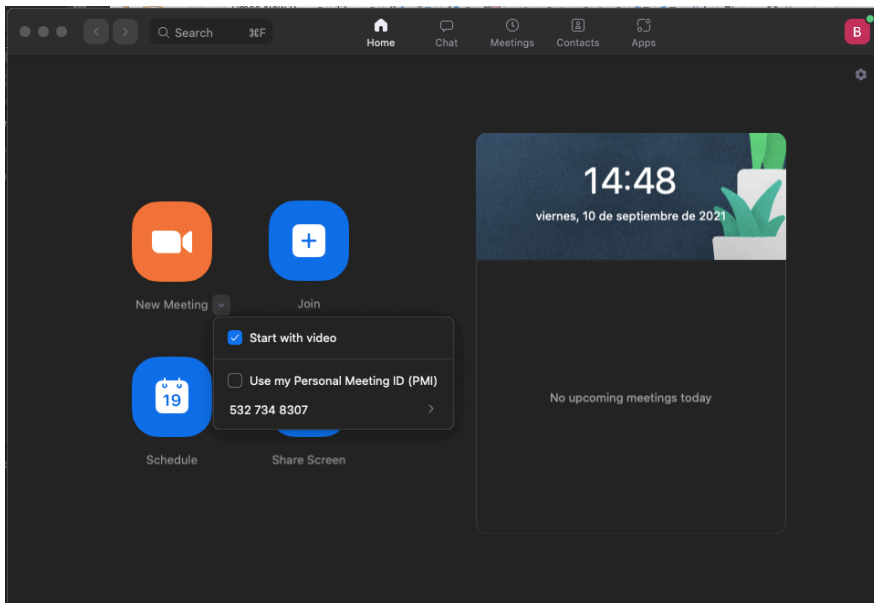 Search ⌘F
Home
Chat
Meetings
Contacts
Apps
B
14:48
viernes, 10 de septiembre de 2021
New Meeting
Join
Start with video
Use my Personal Meeting ID (PMI)
532 734 8307
19
Schedule
Share Screen
No upcoming meetings today